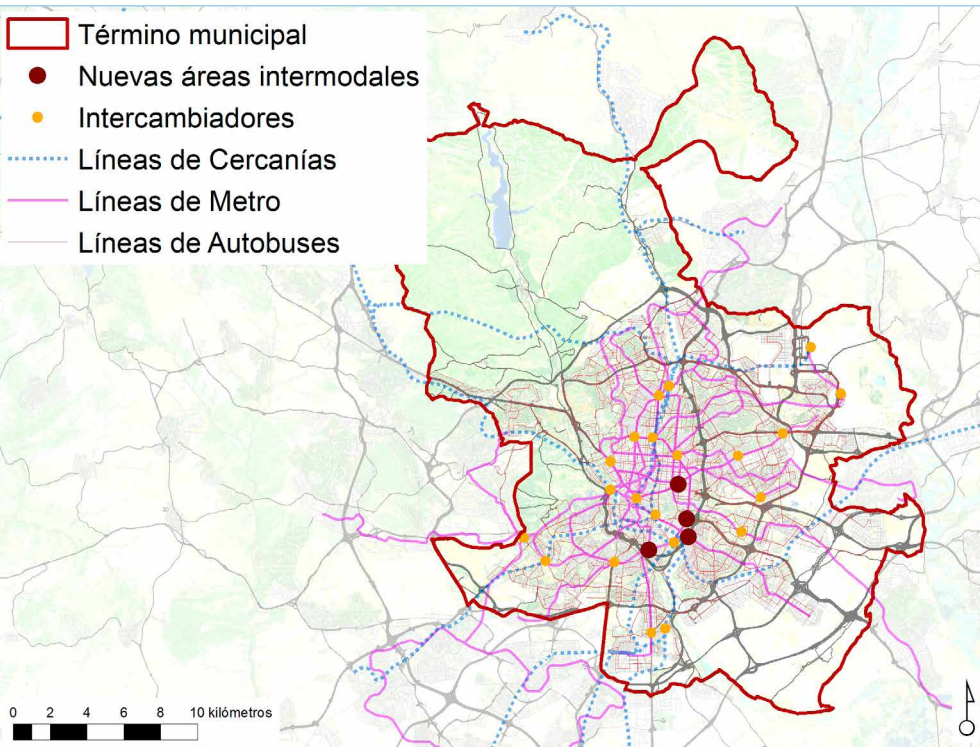 Término municipal
Nuevas áreas intermodales
Intercambiadores
Líneas de Cercanías
Líneas de Metro
Líneas de Autobuses
0 2 4 6 8 10 kilómetros